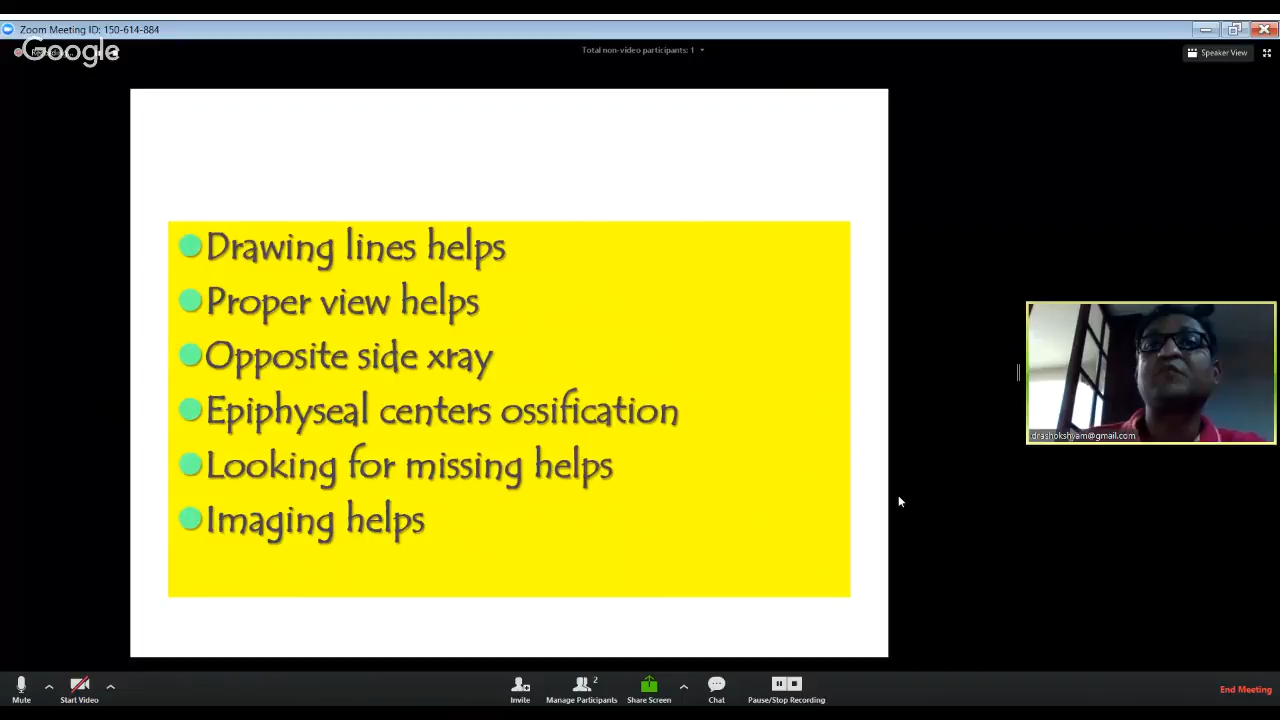 Zoom Meeting ID: 150-614-884
Google
Total non-video participants: 1
Speaker View
Drawing lines helps
Proper view helps
Opposite side xray
Epiphyseal centers ossification
Looking for missing helps
Imaging helps
drashokshyam@gmail.com
2
Mute
Start Video
Invite
Manage Participants
Share Screen
Chat
Pause/Stop Recording
End Meeting